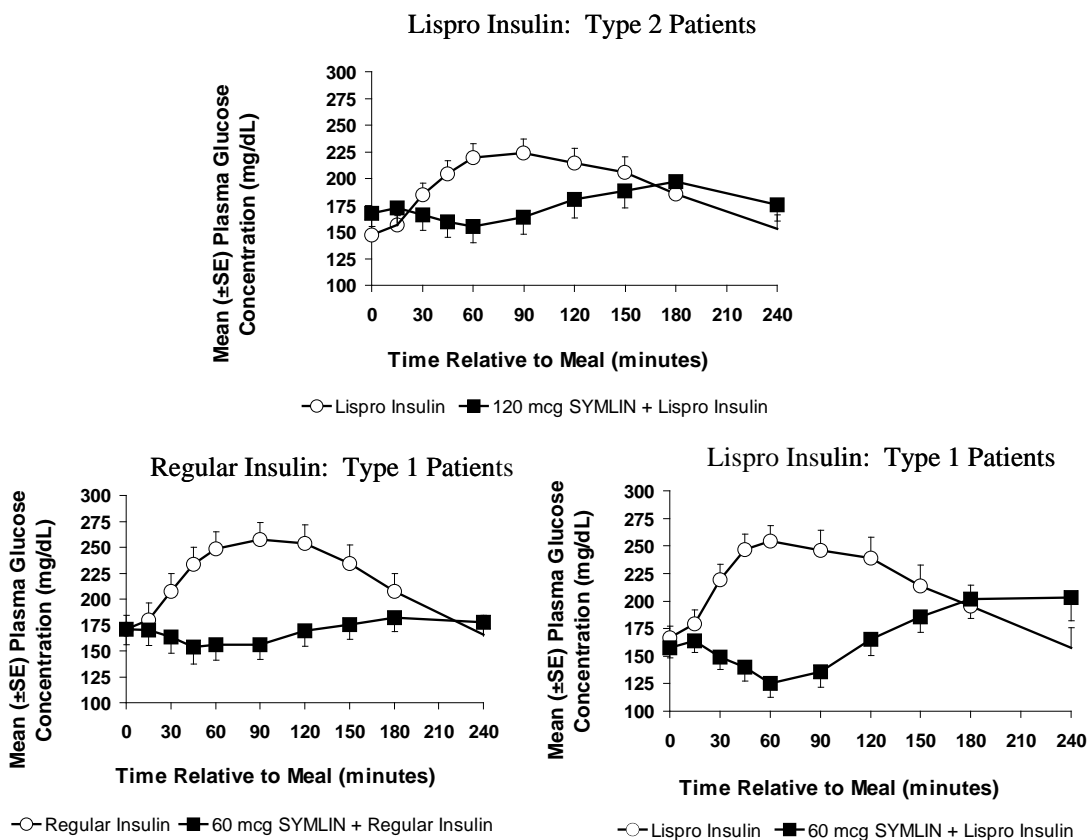 Lispro Insulin: Type 2 Patients
Mean (±SE) Plasma Glucose
Concentration (mg/dL)
300
275
250
225
200
175
150
125
100
0 30 60 90 120 150 180 210 240
Time Relative to Meal (minutes)
Lispro Insulin 120 mcg SYMLIN + Lispro Insulin
Regular Insulin: Type 1 Patients
Mean (±SE) Plasma Glucose
Concentration (mg/dL)
300
275
250
225
200
175
150
125
100
0 30 60 90 120 150 180 210 240
Time Relative to Meal (minutes)
Regular Insulin 60 mcg SYMLIN + Regular Insulin
Lispro Insulin: Type 1 Patients
Mean (±SE) Plasma Glucose
Concentration (mg/dL)
300
275
250
225
200
175
150
125
100
0 30 60 90 120 150 180 210 240
Time Relative to Meal (minutes)
Lispro Insulin 60 mcg SYMLIN + Lispro Insulin